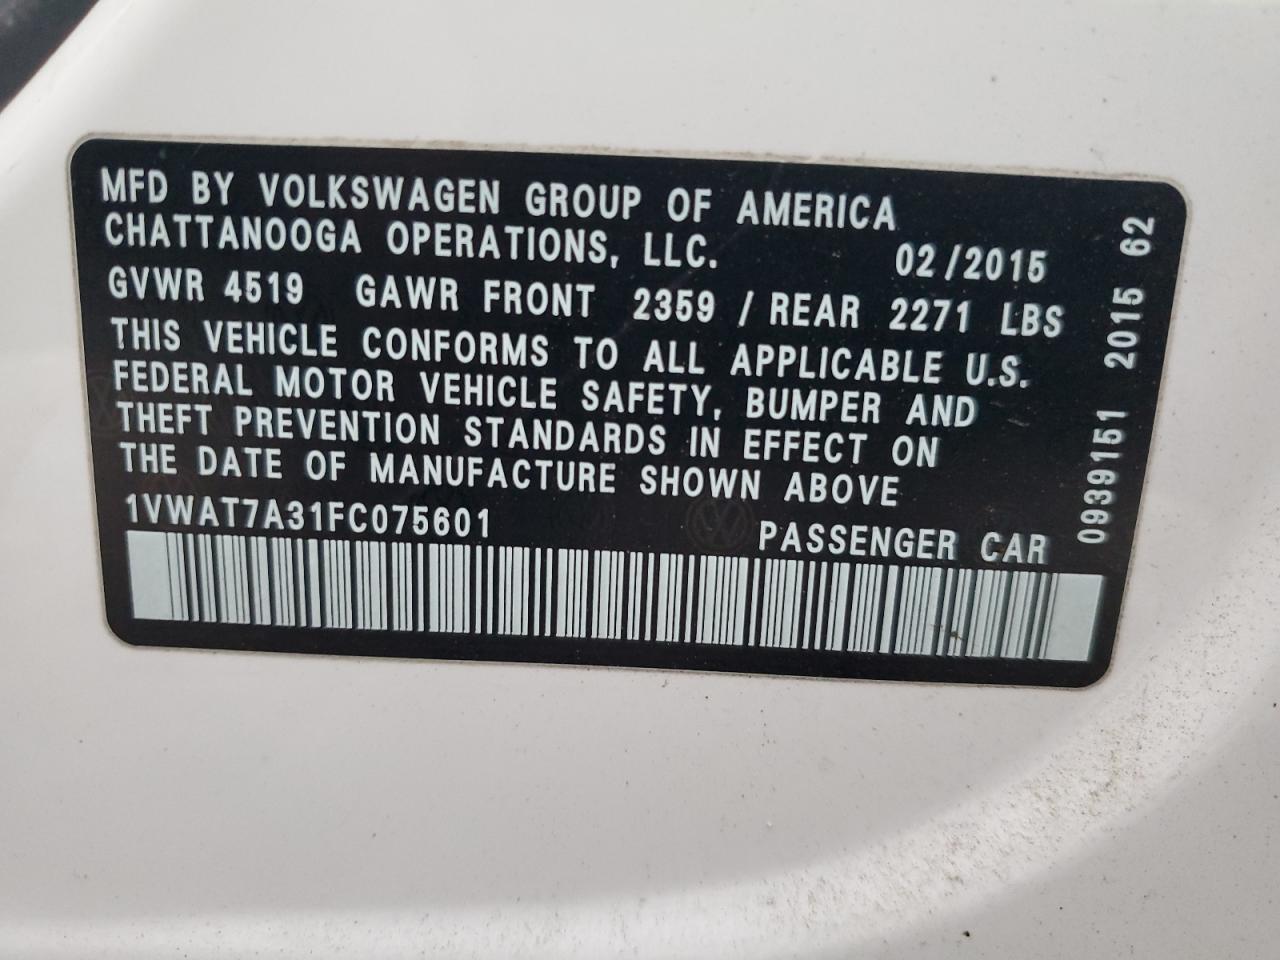 MFD BY VOLKSWAGEN GROUP OF AMERICA
CHATTANOOGA OPERATIONS, LLC. 02/2015
GVWR 4519 GAWR FRONT 2359 / REAR 2271 LBS
THIS VEHICLE CONFORMS TO ALL APPLICABLE U.S.
FEDERAL MOTOR VEHICLE SAFETY, BUMPER AND
THEFT PREVENTION STANDARDS IN EFFECT ON
THE DATE OF MANUFACTURE SHOWN ABOVE
1VWAT7A31FC075601 PASSENGER CAR
0939151 2015 62